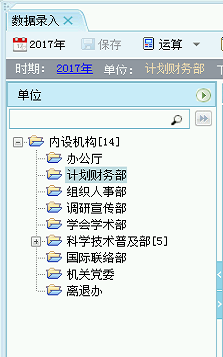 数据录入
2017年 保存 运算
时期: 2017年 单位: 计划财务部
单位
内设机构[14]
办公厅
计划财务部
组织人事部
调研宣传部
学会学术部
科学技术普及部[5]
国际联络部
机关党委
离退办